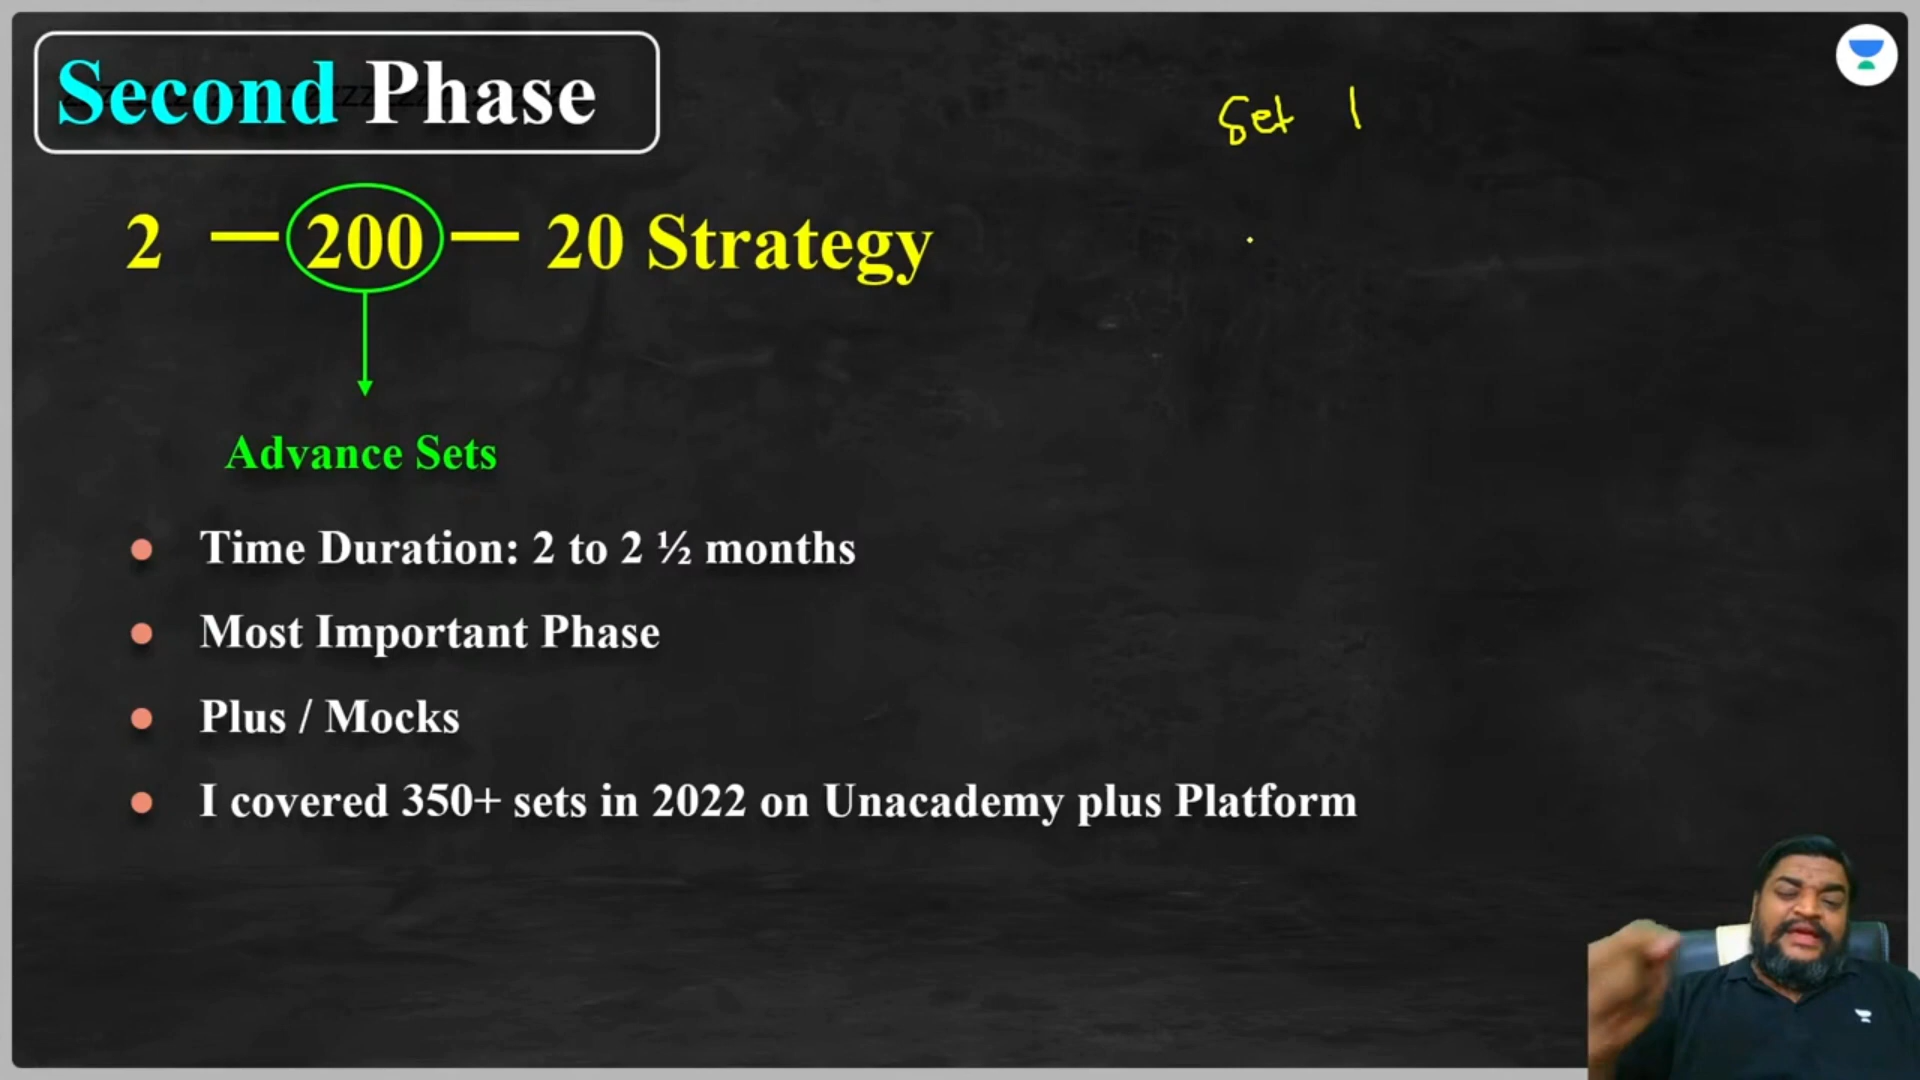 Second Phase
Set 1
2 — 200 — 20 Strategy
Advance Sets
• Time Duration: 2 to 2 ½ months
• Most Important Phase
• Plus / Mocks
• I covered 350+ sets in 2022 on Unacademy plus Platform